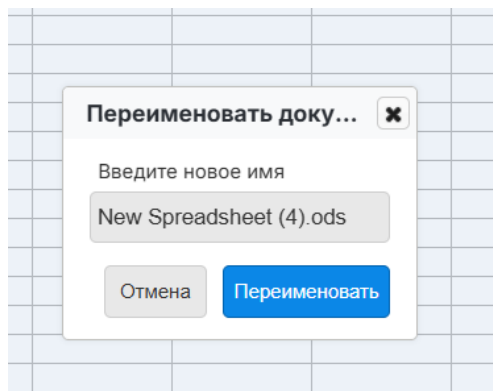 Переименовать доку...
Введите новое имя
New Spreadsheet (4).ods
Отмена
Переименовать